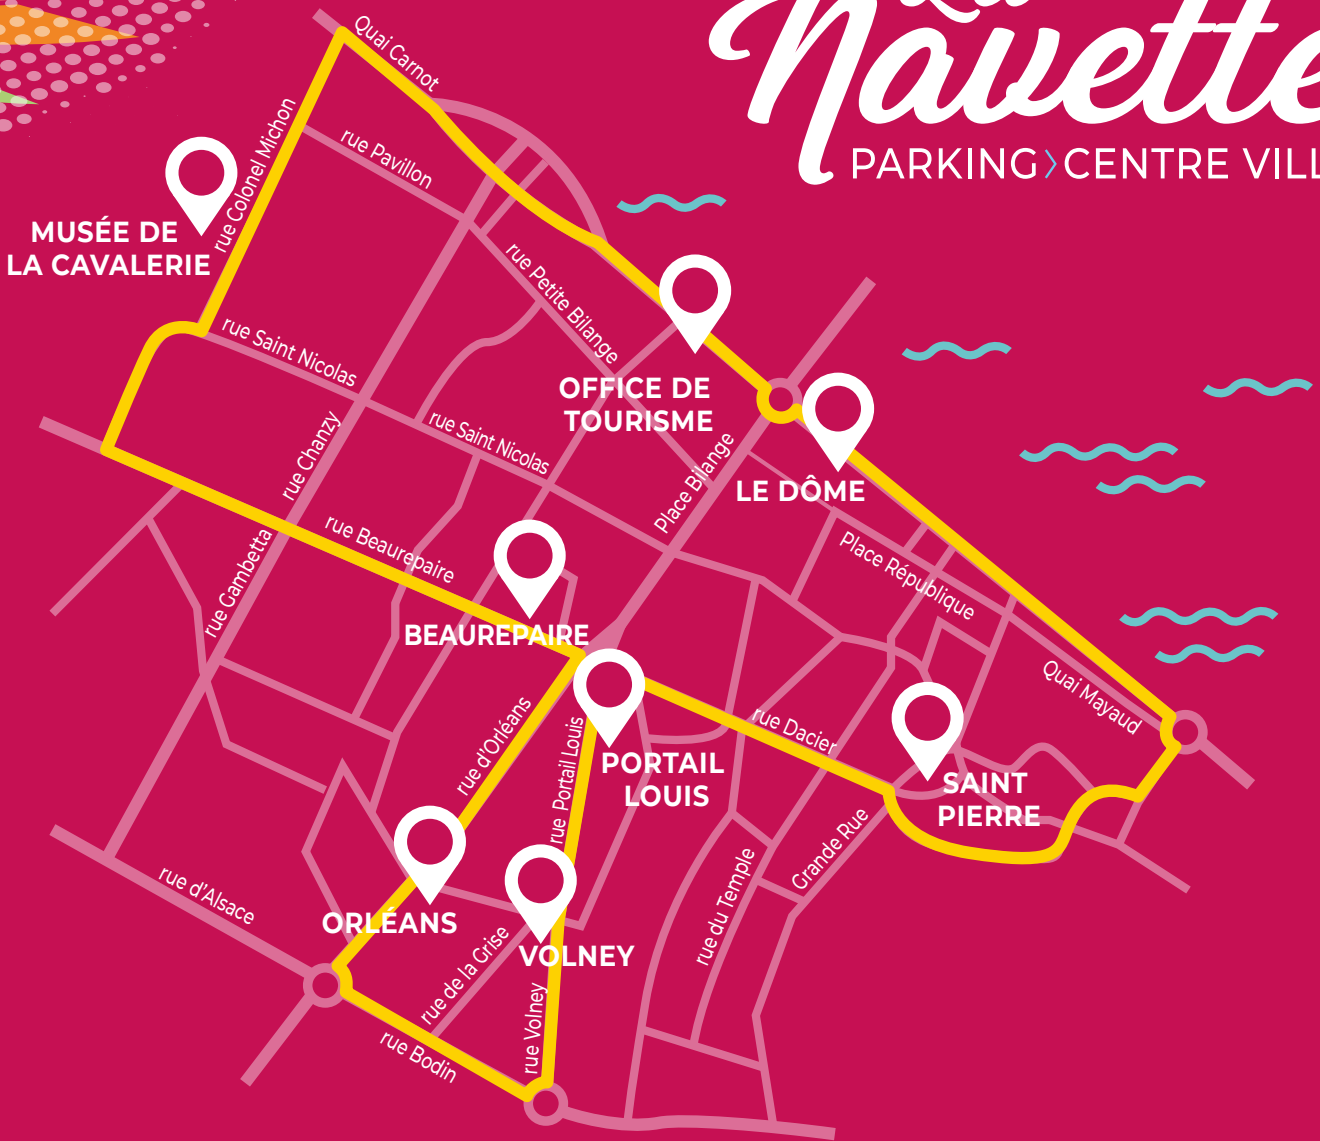 La
Navette
PARKING > CENTRE VILL
Quai Carnot
rue Colonel Michon
rue Pavillon
MUSÉE DE
LA CAVALERIE
rue Petite Bilange
rue Saint Nicolas
OFFICE DE
TOURISME
rue Saint Nicolas
rue Chanzy
Place Bilange
LE DÔME
rue Beaurepaire
rue Gambetta
Place République
BEAUREPAIRE
Quai Mayaud
rue d'Orléans
rue Portail Louis
rue Dacier
PORTAIL
LOUIS
SAINT
PIERRE
Grande Rue
rue d'Alsace
rue du Temple
ORLÉANS
VOLNEY
rue de la Grise
rue Volney
rue Bodin